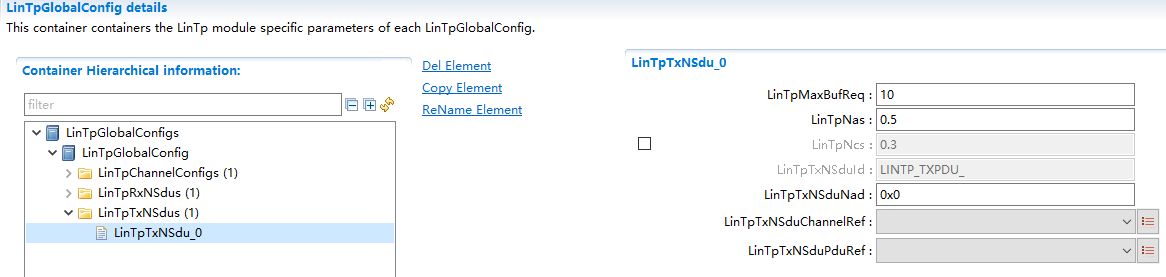 LinTpGlobalConfig details
This container containers the LinTp module specific parameters of each LinTpGlobalConfig.
Container Hierarchical information:
filter
LinTpGlobalConfigs
LinTpGlobalConfig
LinTpChannelConfigs (1)
LinTpRxNSdus (1)
LinTpTxNSdus (1)
LinTpTxNSdu_0
Del Element
Copy Element
ReName Element
LinTpTxNSdu_0
LinTpMaxBufReq : 10
LinTpNas : 0.5
LinTpNcs : 0.3
LinTpTxNSduId : LINTP_TXPDU_
LinTpTxNSduNad : 0x0
LinTpTxNSduChannelRef :
LinTpTxNSduPduRef :